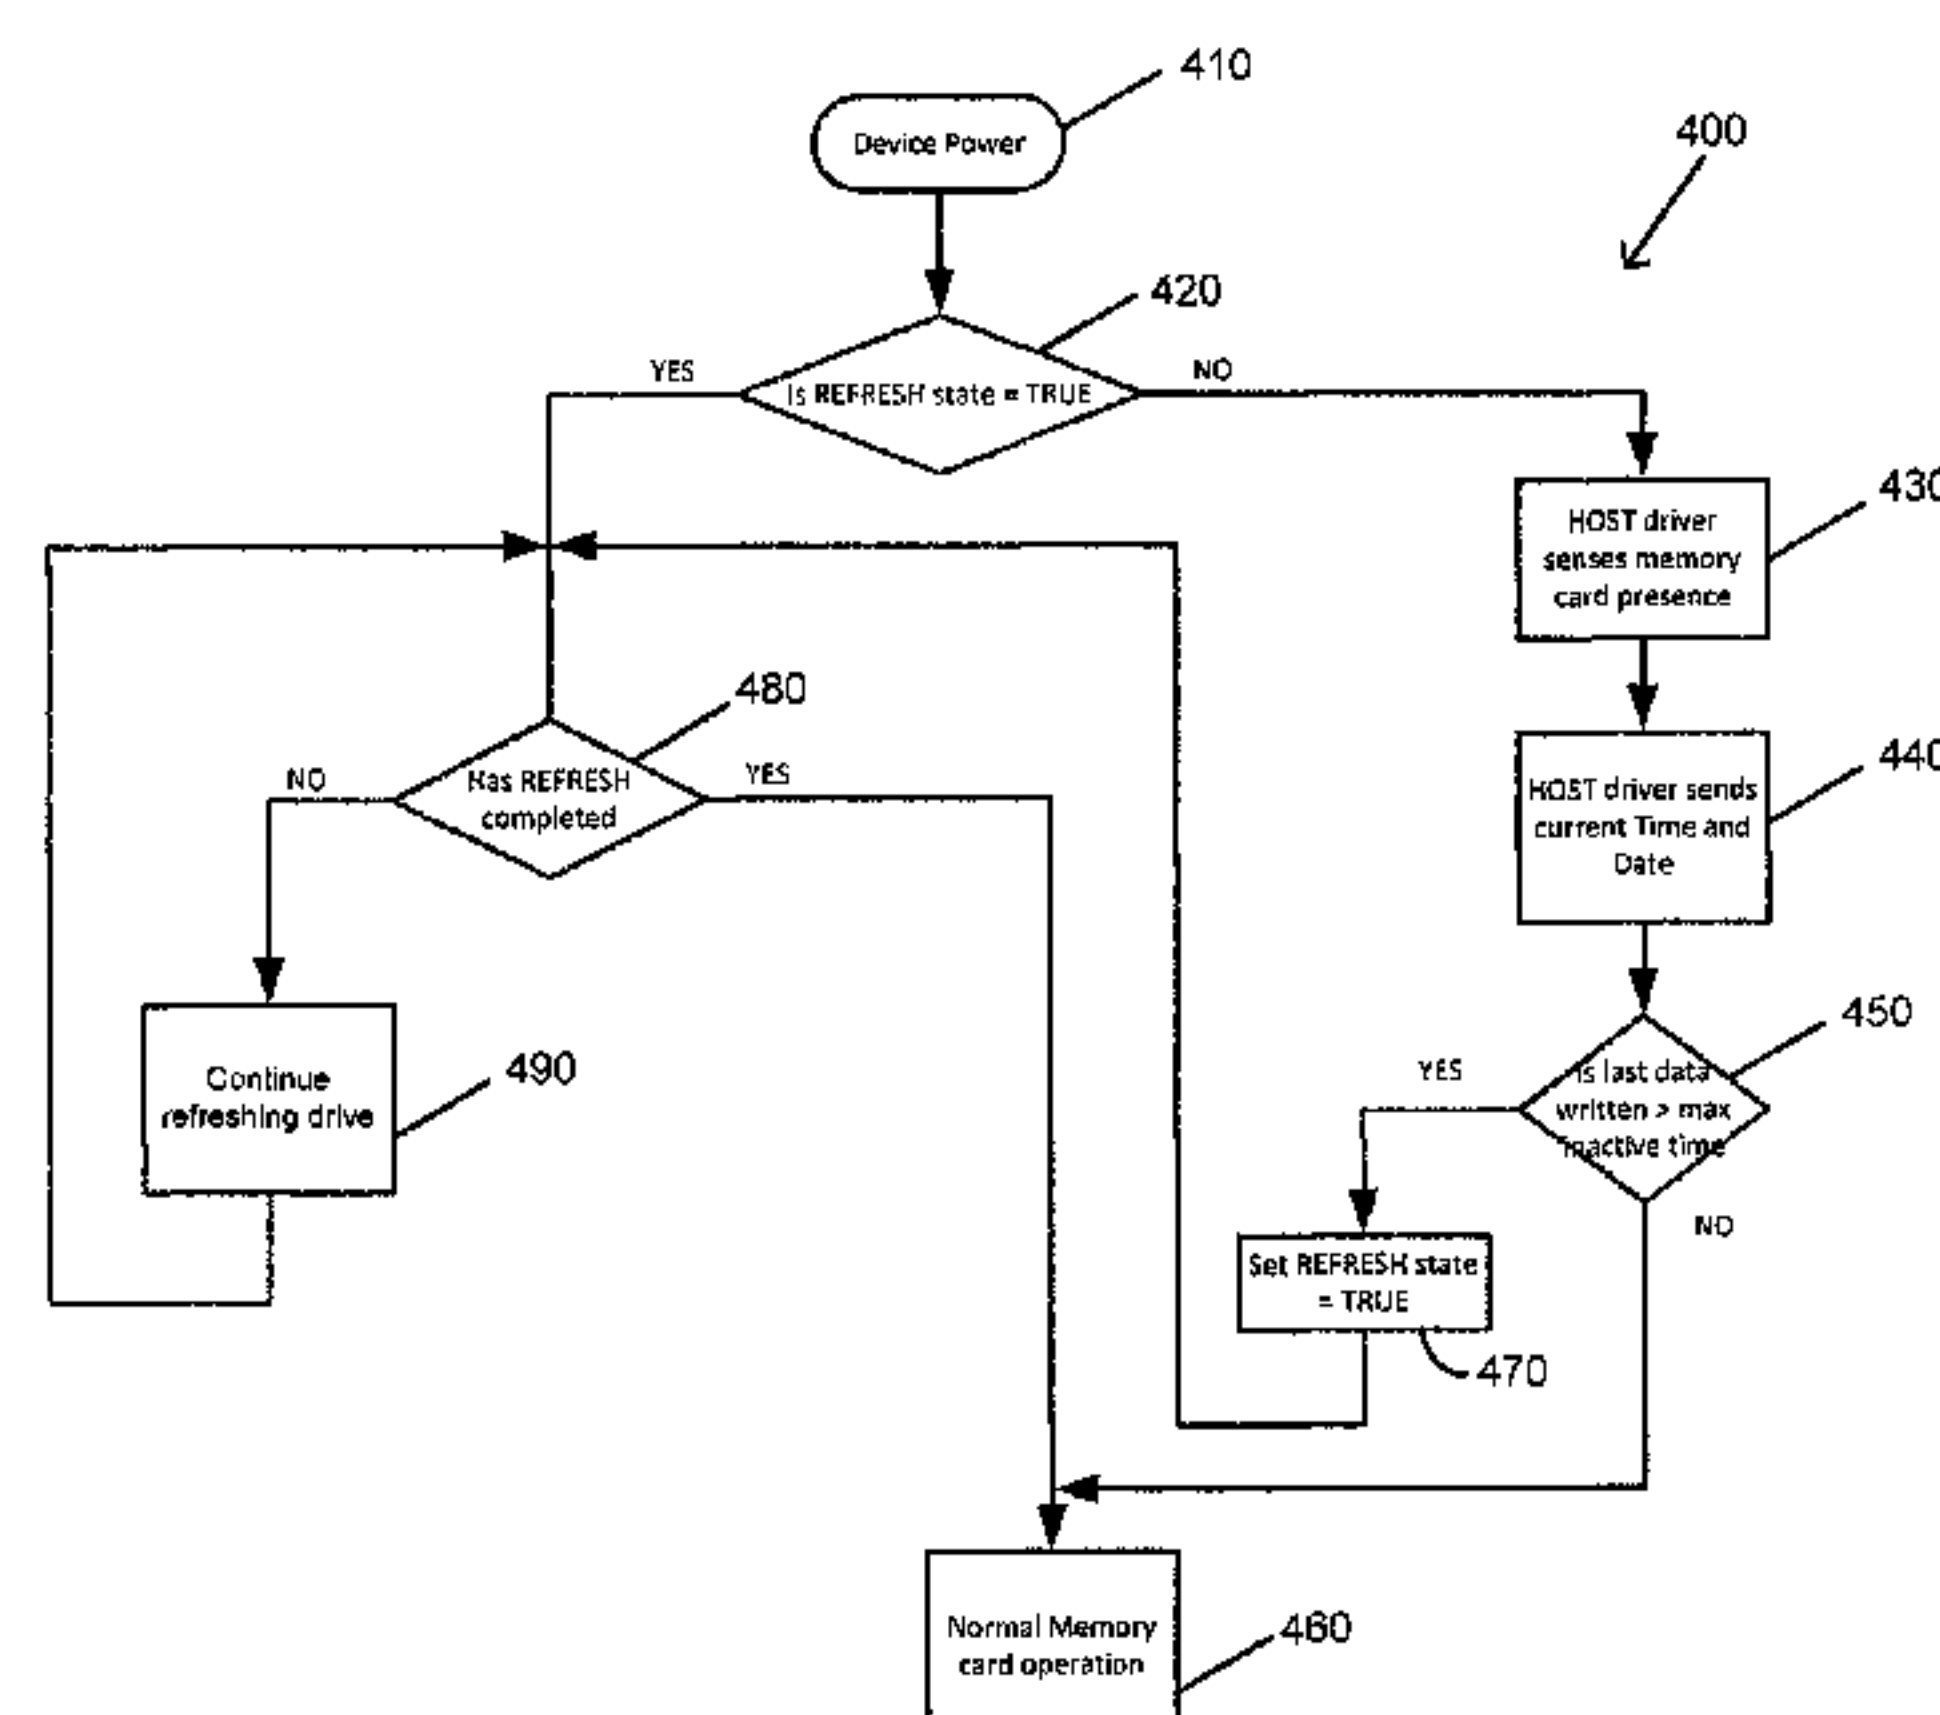 410
Device Power
400
420
YES
NO
Is REFRESH state = TRUE
430
HOST driver
senses memory
card presence
480
NO
YES
Has REFRESH
completed
440
HOST driver sends
current Time and
Date
450
YES
Is last data
written > max
inactive time
490
Continue
refreshing drive
NO
Set REFRESH state
= TRUE
470
460
Normal Memory
card operation